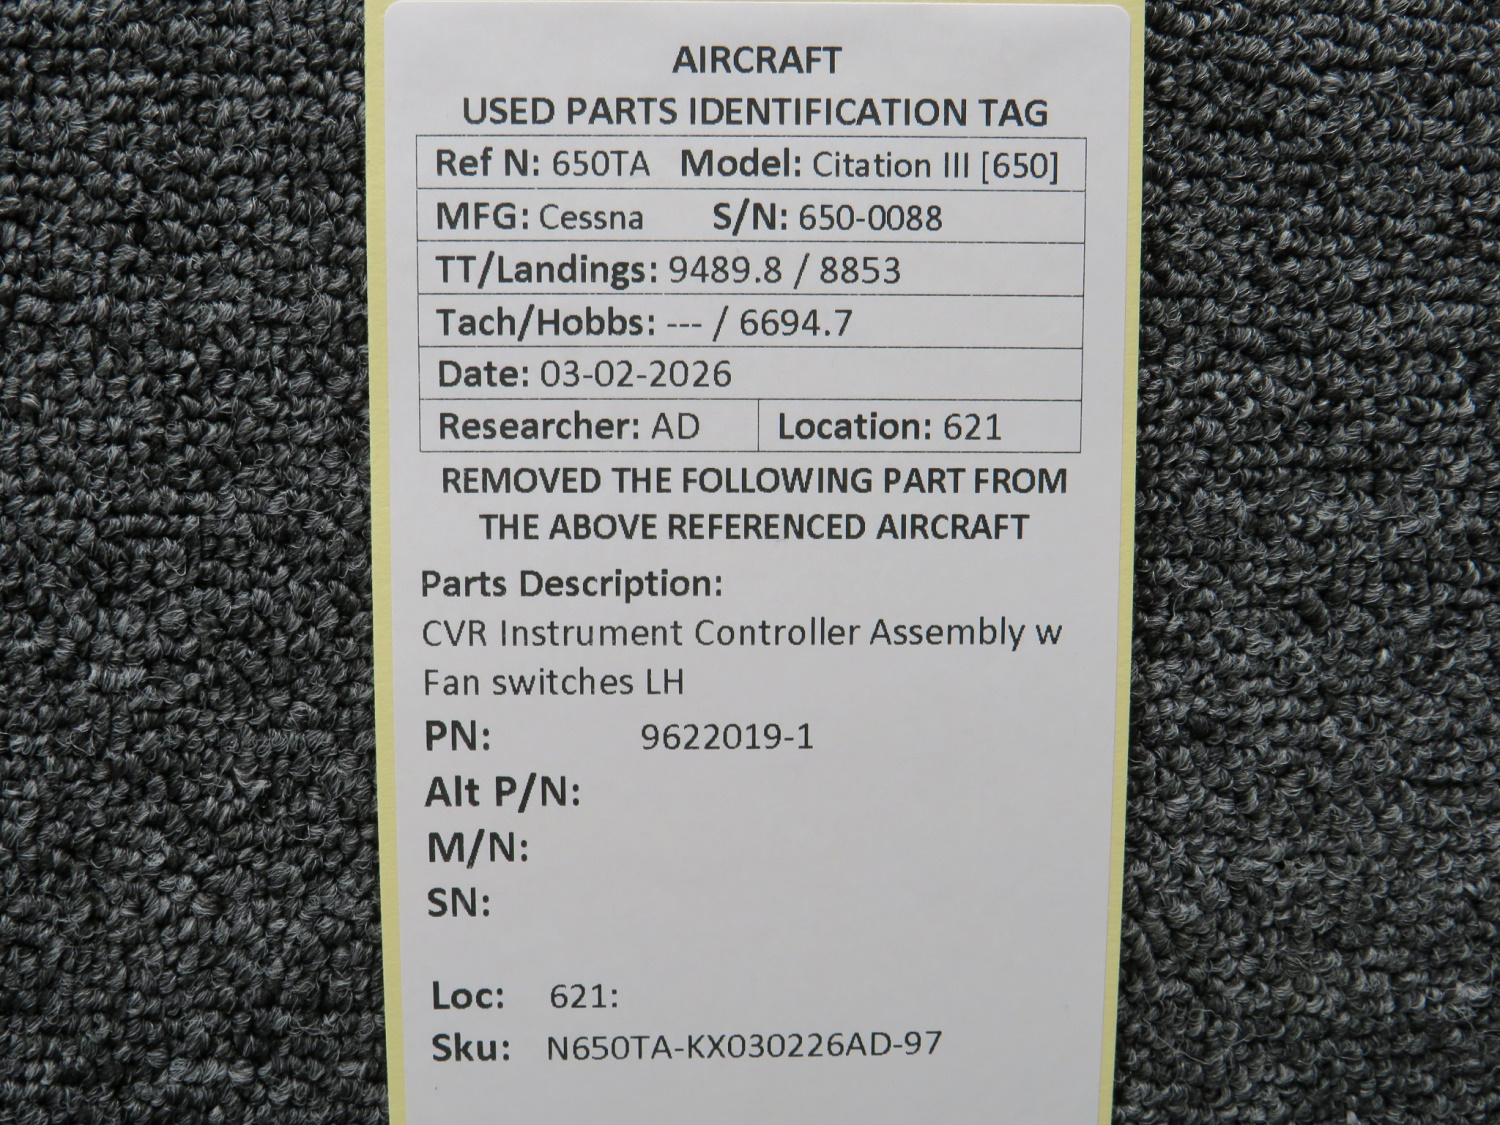 AIRCRAFT
USED PARTS IDENTIFICATION TAG
Ref N: 650TA Model: Citation III [650]
MFG: Cessna S/N: 650-0088
TT/Landings: 9489.8 / 8853
Tach/Hobbs: --- / 6694.7
Date: 03-02-2026
Researcher: AD Location: 621
REMOVED THE FOLLOWING PART FROM
THE ABOVE REFERENCED AIRCRAFT
Parts Description:
CVR Instrument Controller Assembly w
Fan switches LH
PN: 9622019-1
Alt P/N:
M/N:
SN:
Loc: 621:
Sku: N650TA-KX030226AD-97